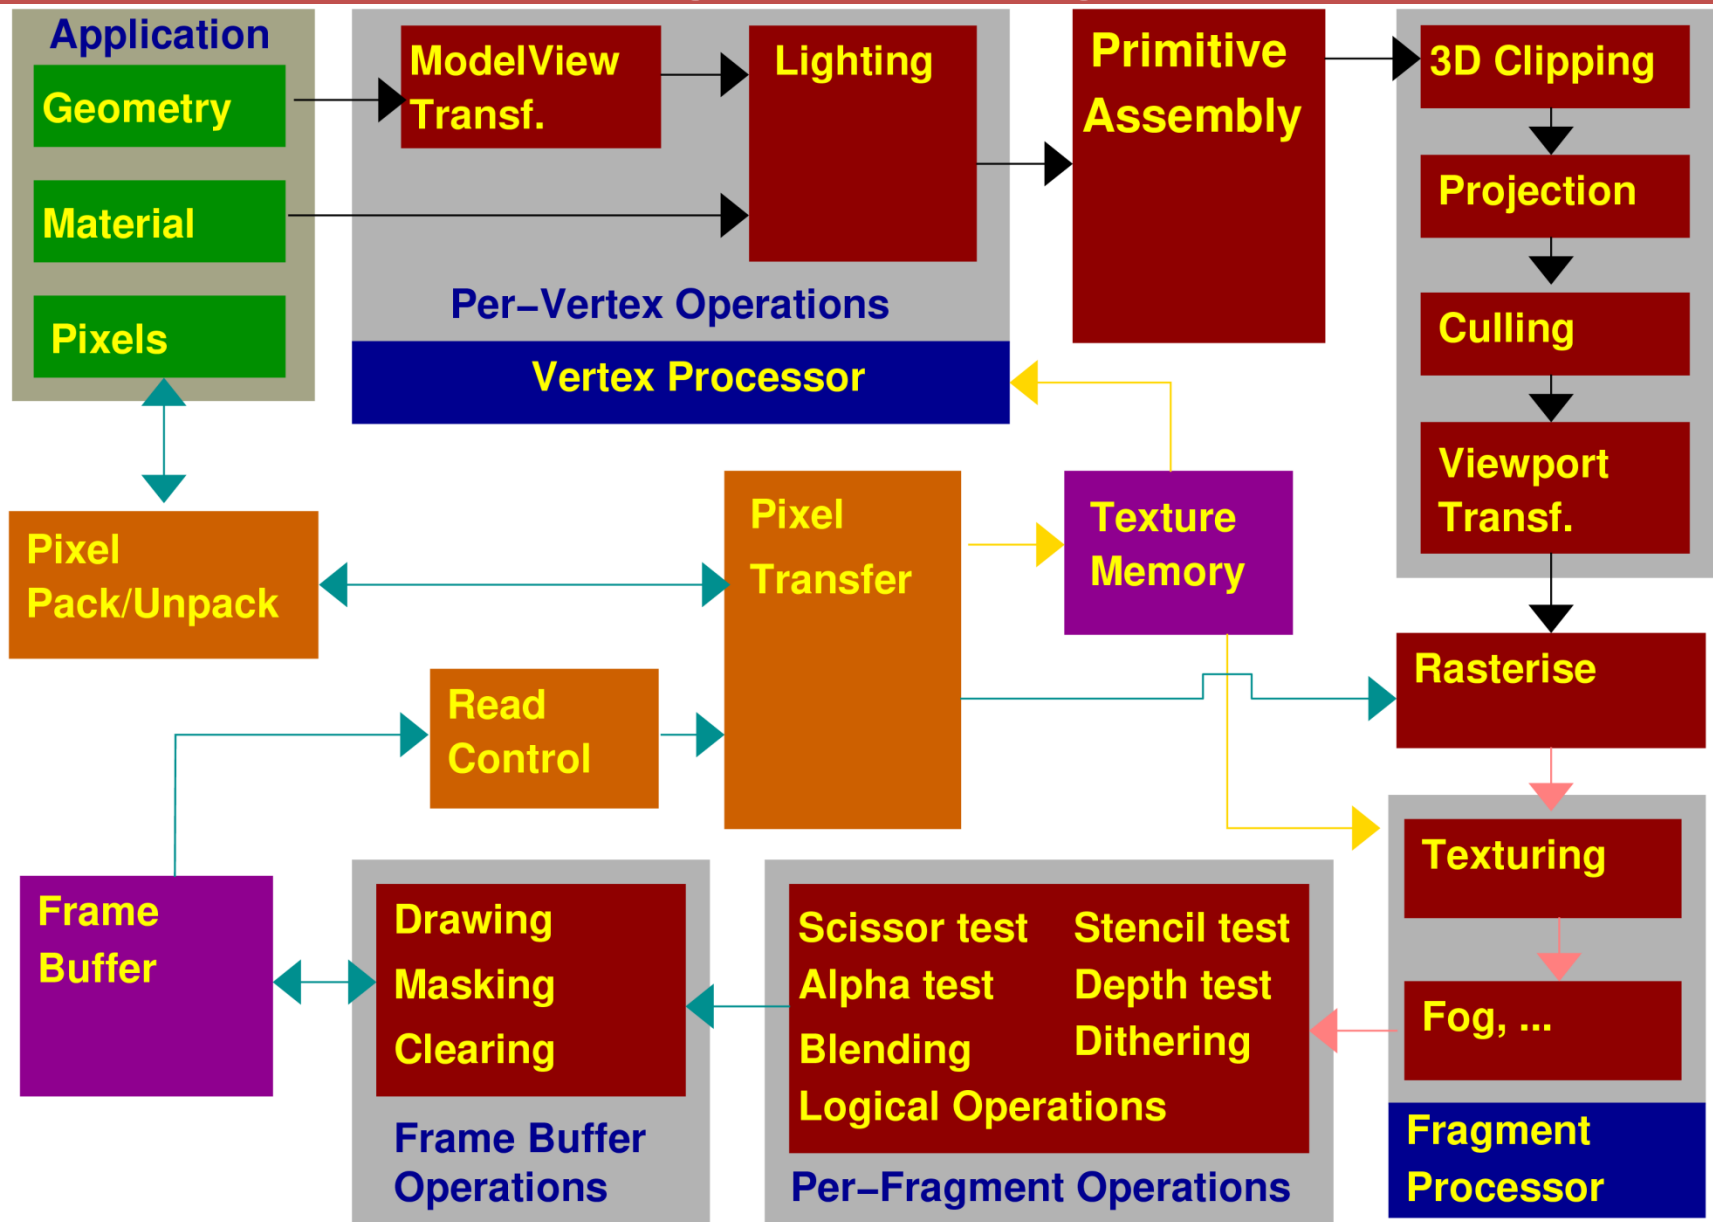 Application
Geometry
Material
Pixels
ModelView
Transf.
Lighting
Per–Vertex Operations
Vertex Processor
Primitive
Assembly
3D Clipping
Projection
Culling
Viewport
Transf.
Pixel
Pack/Unpack
Pixel
Transfer
Texture
Memory
Read
Control
Rasterise
Frame
Buffer
Drawing
Masking
Clearing
Frame Buffer
Operations
Scissor test
Stencil test
Alpha test
Depth test
Blending
Dithering
Logical Operations
Per–Fragment Operations
Texturing
Fog, ...
Fragment
Processor